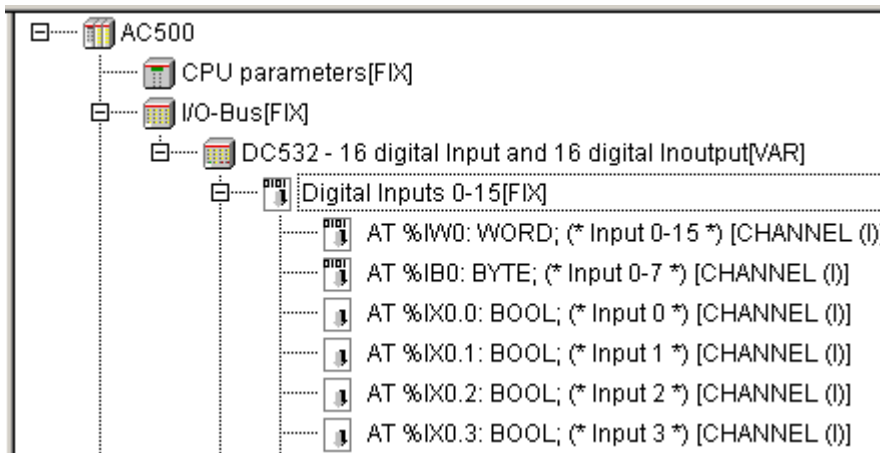 AC500
CPU parameters[FIX]
I/O-Bus[FIX]
DC532 - 16 digital Input and 16 digital Inoutput[VAR]
Digital Inputs 0-15[FIX]
AT %IW0: WORD; (* Input 0-15 *) [CHANNEL (I)]
AT %IB0: BYTE; (* Input 0-7 *) [CHANNEL (I)]
AT %IX0.0: BOOL; (* Input 0 *) [CHANNEL (I)]
AT %IX0.1: BOOL; (* Input 1 *) [CHANNEL (I)]
AT %IX0.2: BOOL; (* Input 2 *) [CHANNEL (I)]
AT %IX0.3: BOOL; (* Input 3 *) [CHANNEL (I)]